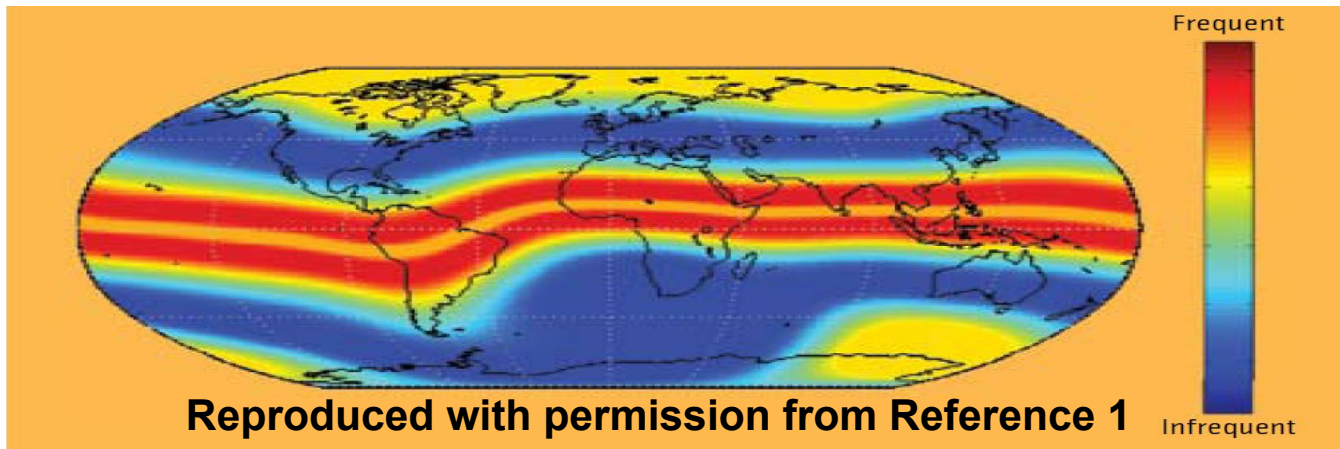 Frequent
Reproduced with permission from Reference 1
Infrequent